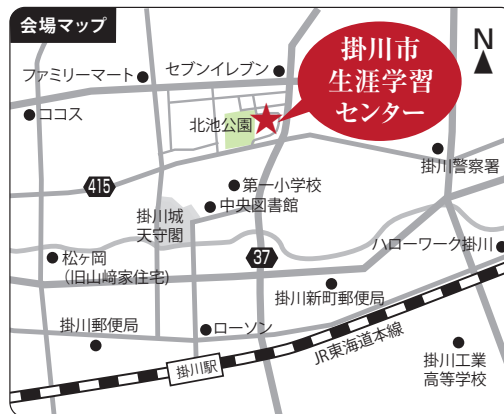 会場マップ
掛川市
生涯学習
センター
N
ファミリーマート
セブンイレブン
ココス
北池公園
掛川警察署
415
第一小学校
中央図書館
掛川城
天守閣
松ヶ岡
(旧山﨑家住宅)
37
ハローワーク掛川
掛川新町郵便局
掛川郵便局
ローソン
JR東海道本線
掛川駅
掛川工業
高等学校